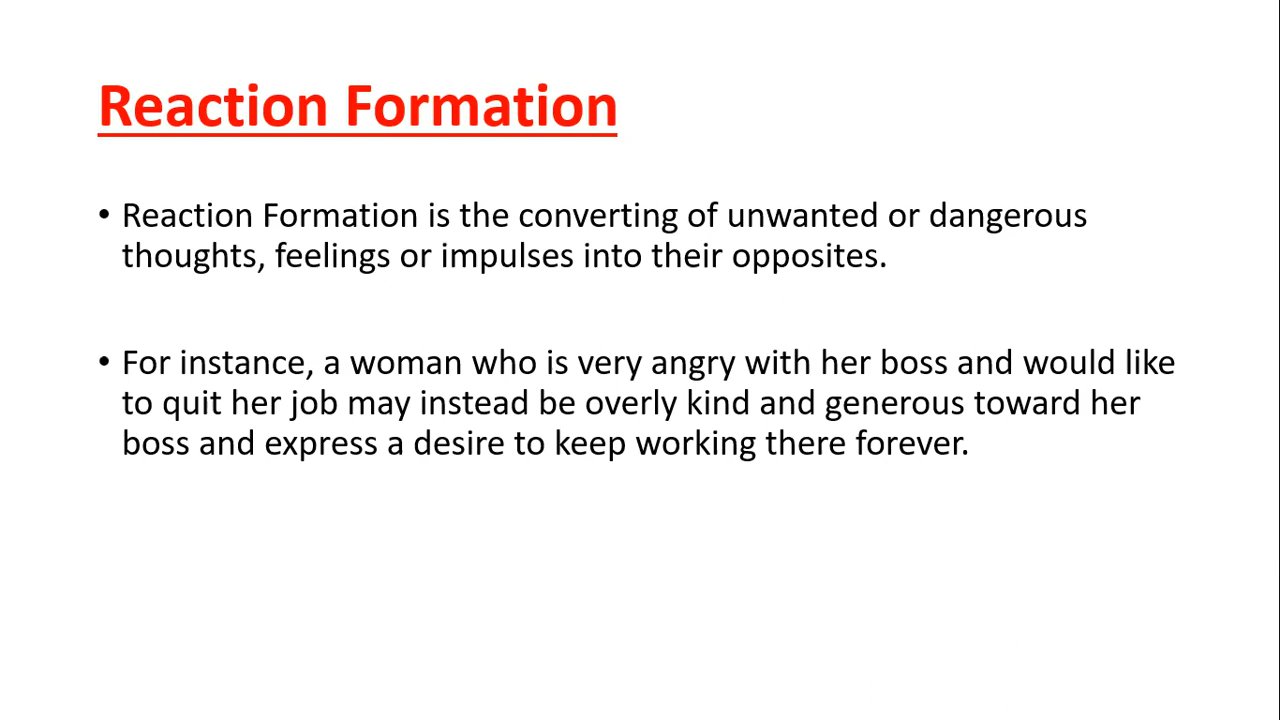 Reaction Formation
• Reaction Formation is the converting of unwanted or dangerous
thoughts, feelings or impulses into their opposites.
• For instance, a woman who is very angry with her boss and would like
to quit her job may instead be overly kind and generous toward her
boss and express a desire to keep working there forever.